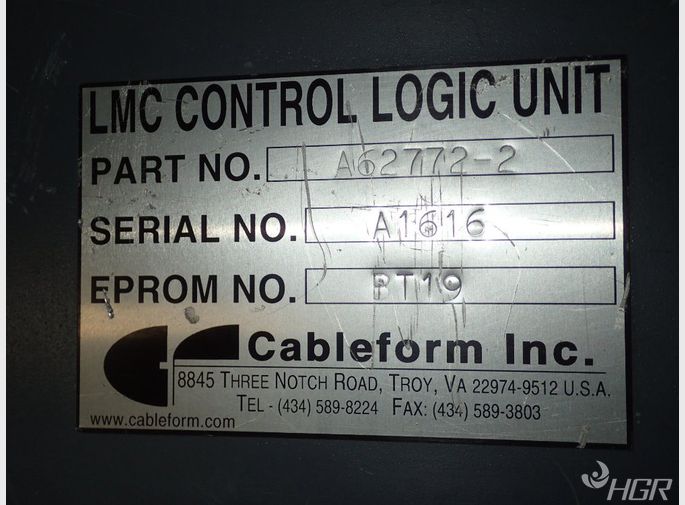 LMC CONTROL LOGIC UNIT
PART NO. A62772-2
SERIAL NO. A1616
EPROM NO. PT19
Cableform Inc.
8845 THREE NOTCH ROAD, TROY, VA 22974-9512 U.S.A.
TEL - (434) 589-8224 FAX: (434) 589-3803
www.cableform.com
HGR